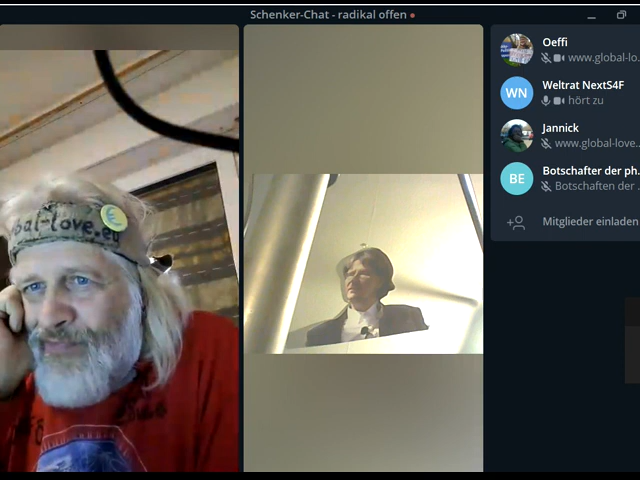 Schenker-Chat - radikal offen
Oeffi
www.global-lo...
WN
Weltrat NextS4F
hört zu
Jannick
www.global-love...
BE
Botschafter der ph...
Botschaften der ...
Mitglieder einladen
bal-love.eu
€